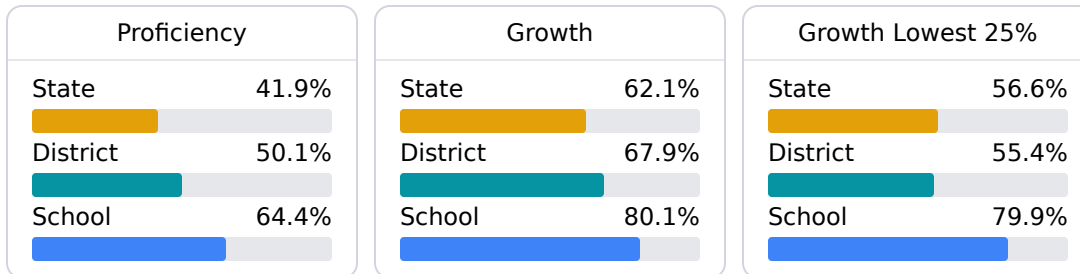 Proficiency
State 41.9%
District 50.1%
School 64.4%
Growth
State 62.1%
District 67.9%
School 80.1%
Growth Lowest 25%
State 56.6%
District 55.4%
School 79.9%